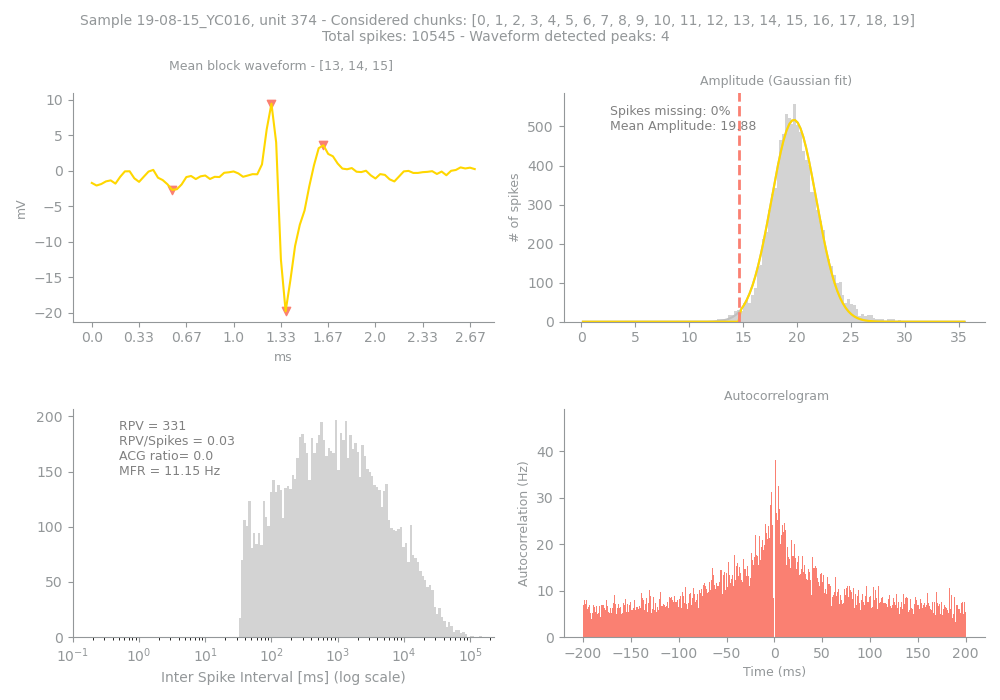 Sample 19-08-15_YC016, unit 374 - Considered chunks: [0, 1, 2, 3, 4, 5, 6, 7, 8, 9, 10, 11, 12, 13, 14, 15, 16, 17, 18, 19]
Total spikes: 10545 - Waveform detected peaks: 4
Mean block waveform - [13, 14, 15]
mV
10
5
0
−5
−10
−15
−20
0.0 0.33 0.67 1.0 1.33 1.67 2.0 2.33 2.67
ms
Amplitude (Gaussian fit)
Spikes missing: 0%
Mean Amplitude: 19.88
# of spikes
500
400
300
200
100
0
0 5 10 15 20 25 30 35
RPV = 331
RPV/Spikes = 0.03
ACG ratio= 0.0
MFR = 11.15 Hz
200
150
100
50
0
10⁻¹ 10⁰ 10¹ 10² 10³ 10⁴ 10⁵
Inter Spike Interval [ms] (log scale)
Autocorrelogram
Autocorrelation (Hz)
40
30
20
10
0
−200 −150 −100 −50 0 50 100 150 200
Time (ms)